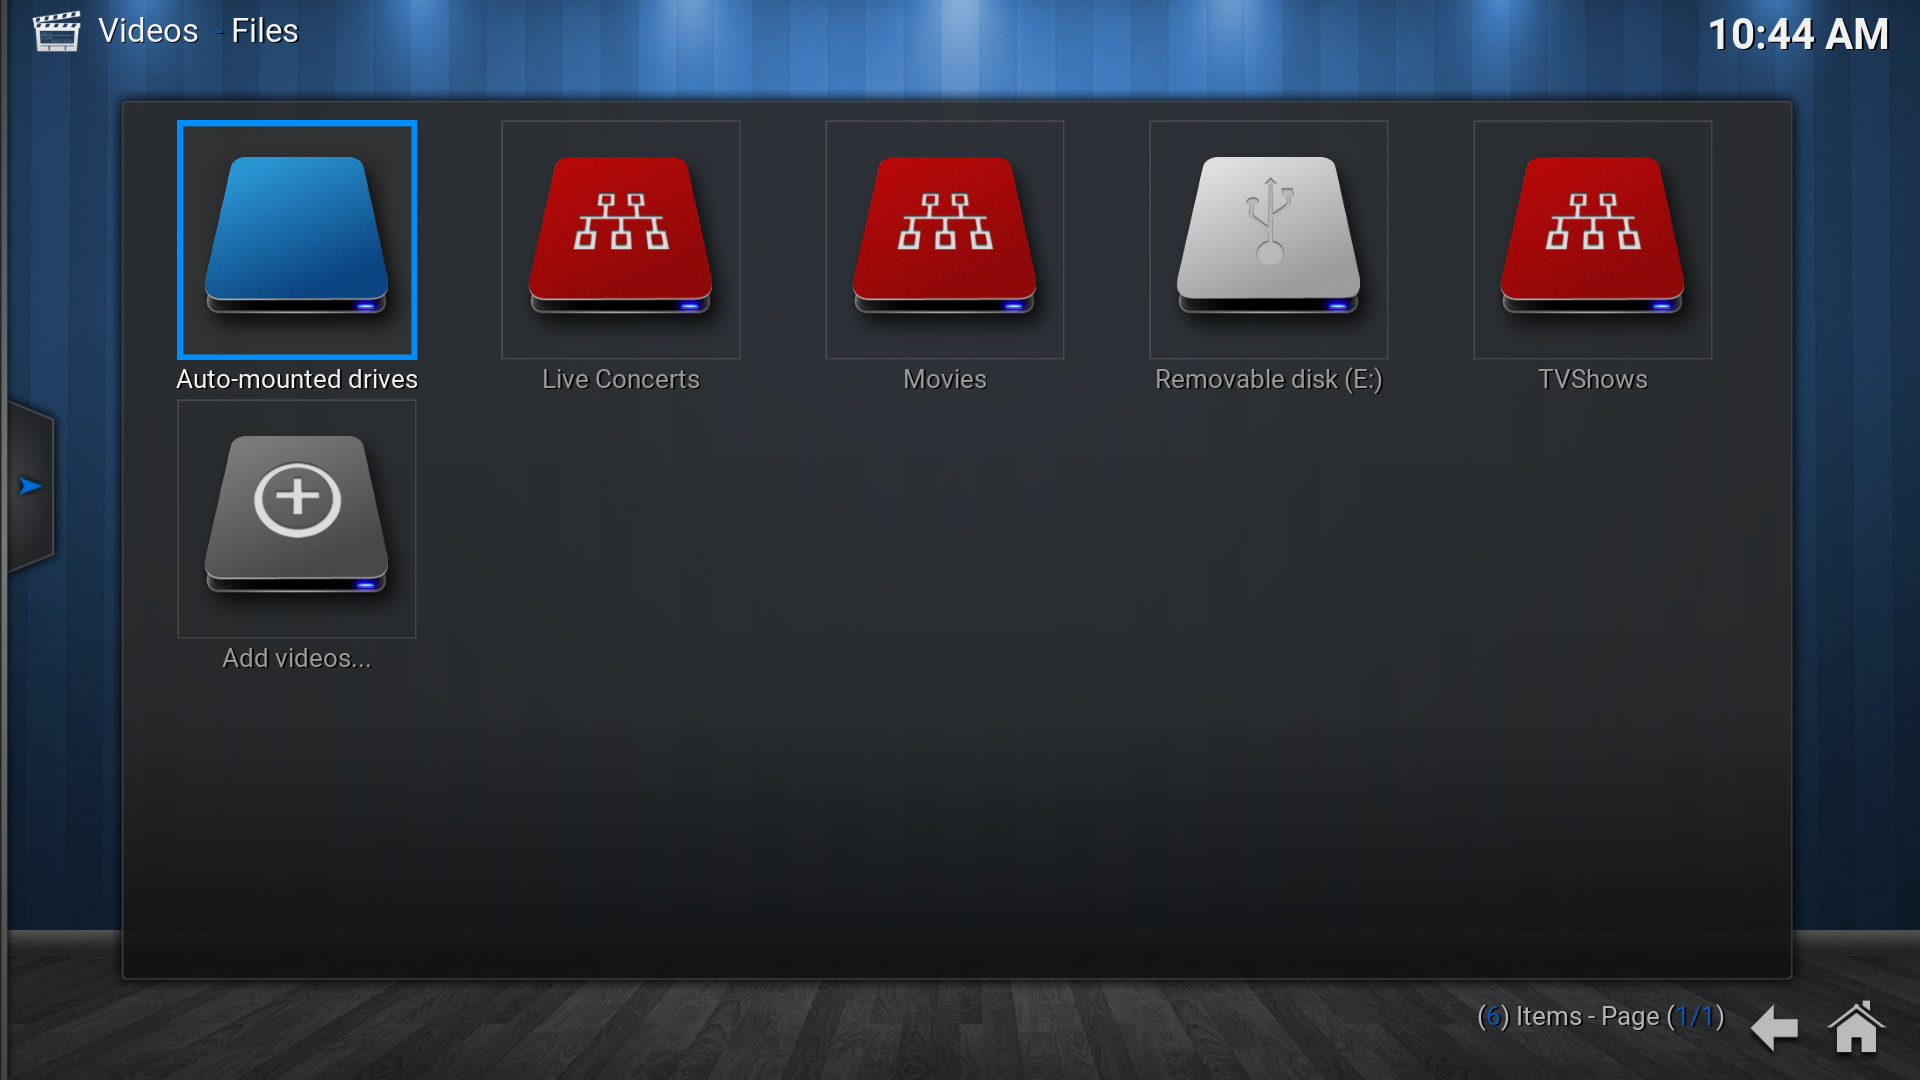 Videos - Files
10:44 AM
Auto-mounted drives
Live Concerts
Movies
Removable disk (E:)
TVShows
Add videos...
(6) Items - Page (1/1)